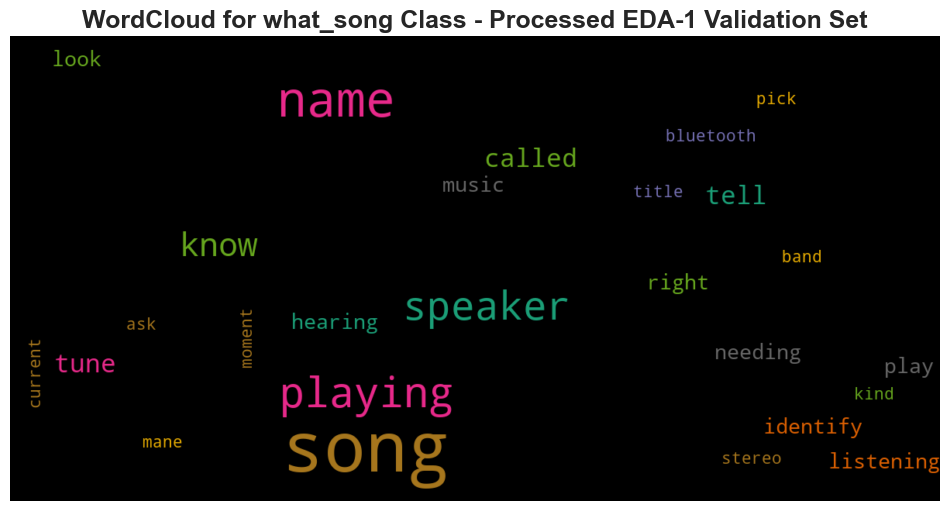 WordCloud for what_song Class - Processed EDA-1 Validation Set
look
name
pick
bluetooth
called
music
title
tell
know
band
right
speaker
hearing
ask
moment
current
tune
needing
play
playing
kind
song
identify
mane
stereo
listening